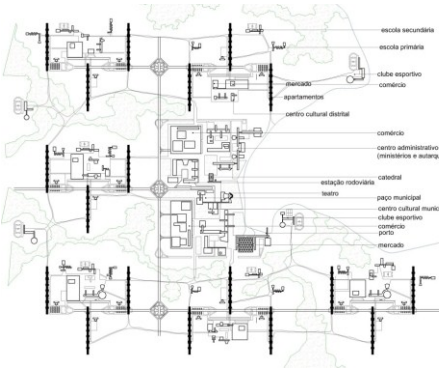 escola secundária
escola primária
clube esportivo
comércio
mercado
apartamentos
centro cultural distrital
comércio
centro administrativo
(ministérios e autarq
catedral
estação rodoviária
teatro
paço municipal
centro cultural munic
clube esportivo
comércio
porto
mercado